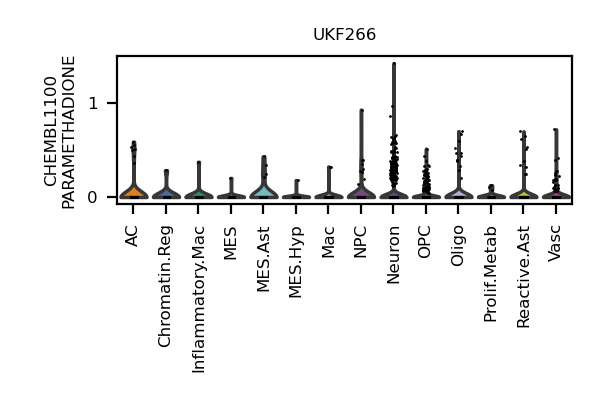 UKF266
CHEMBL1100
PARAMETHADIONE
1
0
AC
Chromatin.Reg
Inflammatory.Mac
MES
MES.Ast
MES.Hyp
Mac
NPC
Neuron
OPC
Oligo
Prolif.Metab
Reactive.Ast
Vasc